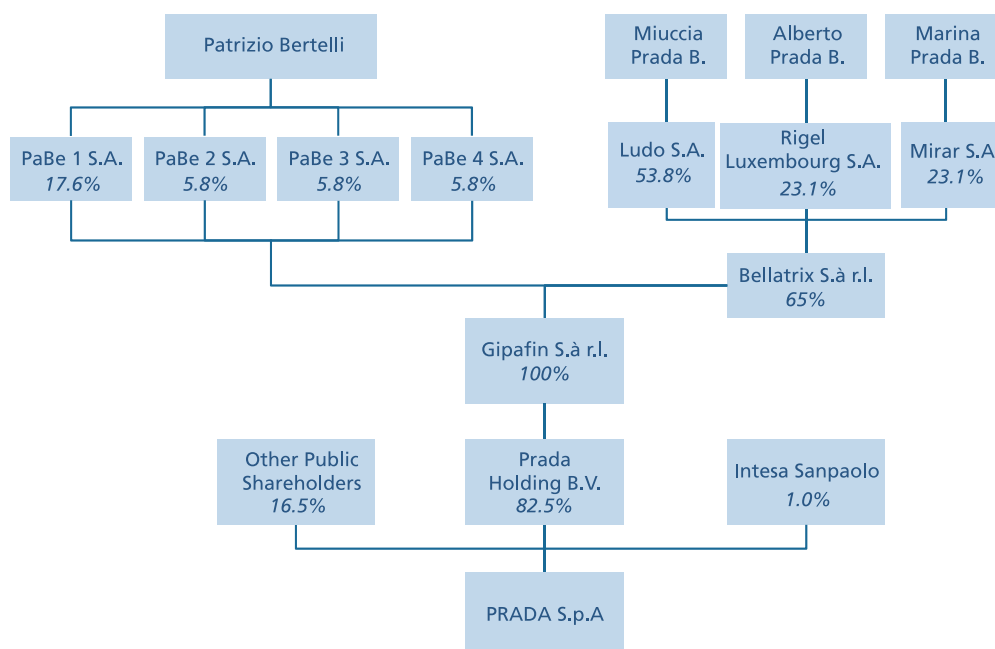 Patrizio Bertelli
Miuccia
Prada B.
Alberto
Prada B.
Marina
Prada B.
PaBe 1 S.A.
17.6%
PaBe 2 S.A.
5.8%
PaBe 3 S.A.
5.8%
PaBe 4 S.A.
5.8%
Ludo S.A.
53.8%
Rigel
Luxembourg S.A.
23.1%
Mirar S.A
23.1%
Bellatrix S.à r.l.
65%
Gipafin S.à r.l.
100%
Other Public
Shareholders
16.5%
Prada
Holding B.V.
82.5%
Intesa Sanpaolo
1.0%
PRADA S.p.A